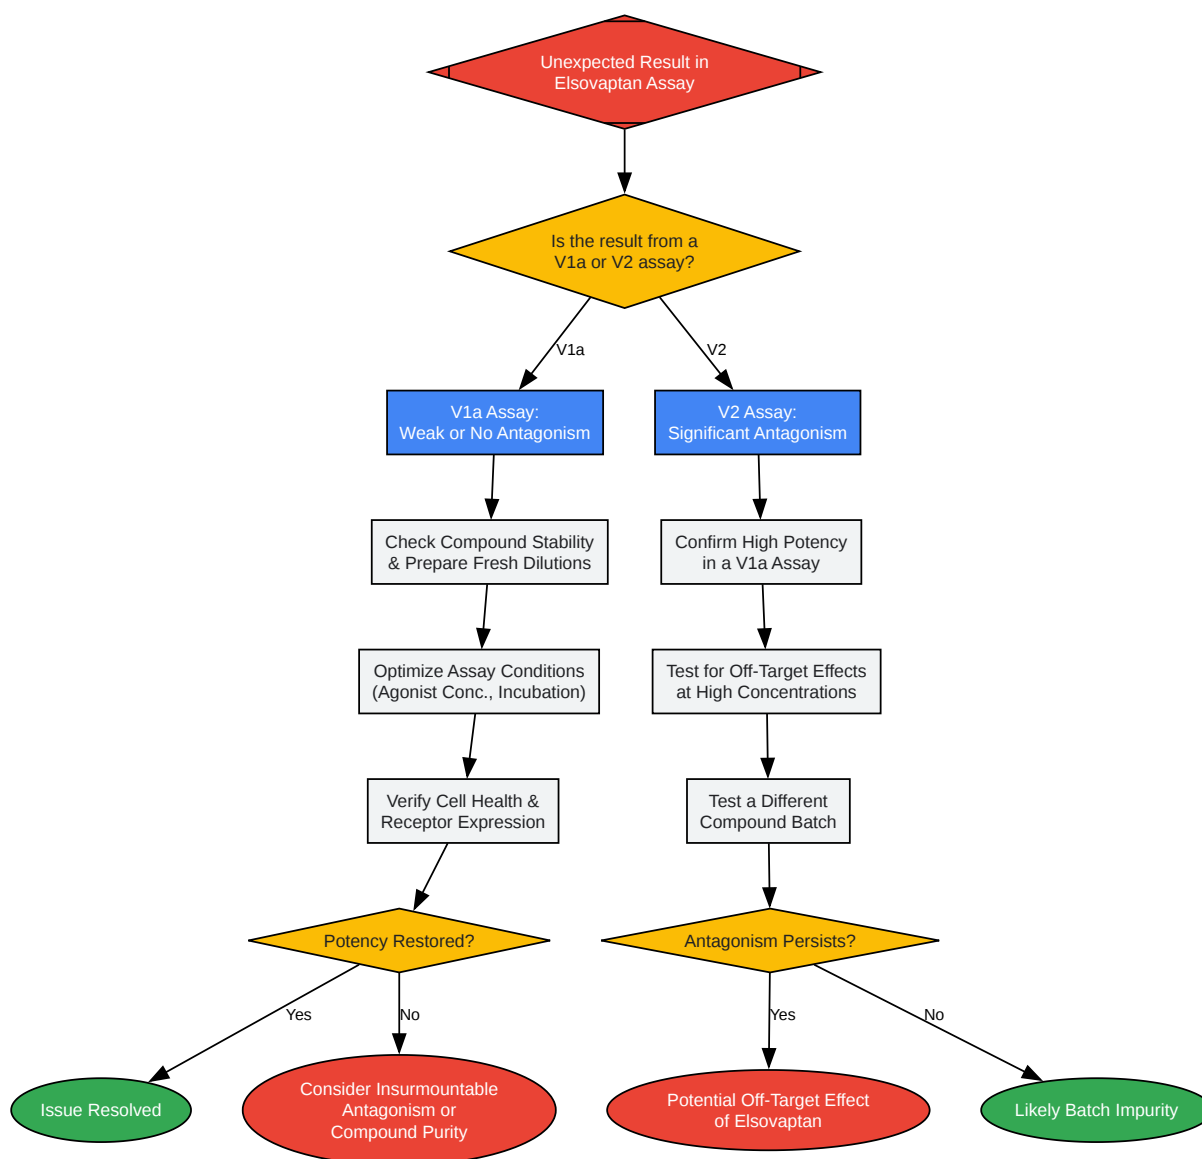 Unexpected Result in
Elsovaptan Assay
Is the result from a
V1a or V2 assay?
V1a
V2
V1a Assay:
Weak or No Antagonism
V2 Assay:
Significant Antagonism
Check Compound Stability
& Prepare Fresh Dilutions
Confirm High Potency
in a V1a Assay
Optimize Assay Conditions
(Agonist Conc., Incubation)
Test for Off-Target Effects
at High Concentrations
Verify Cell Health &
Receptor Expression
Test a Different
Compound Batch
Potency Restored?
Antagonism Persists?
Yes
No
Yes
No
Issue Resolved
Consider Insurmountable
Antagonism or
Compound Purity
Potential Off-Target Effect
of Elsovaptan
Likely Batch Impurity